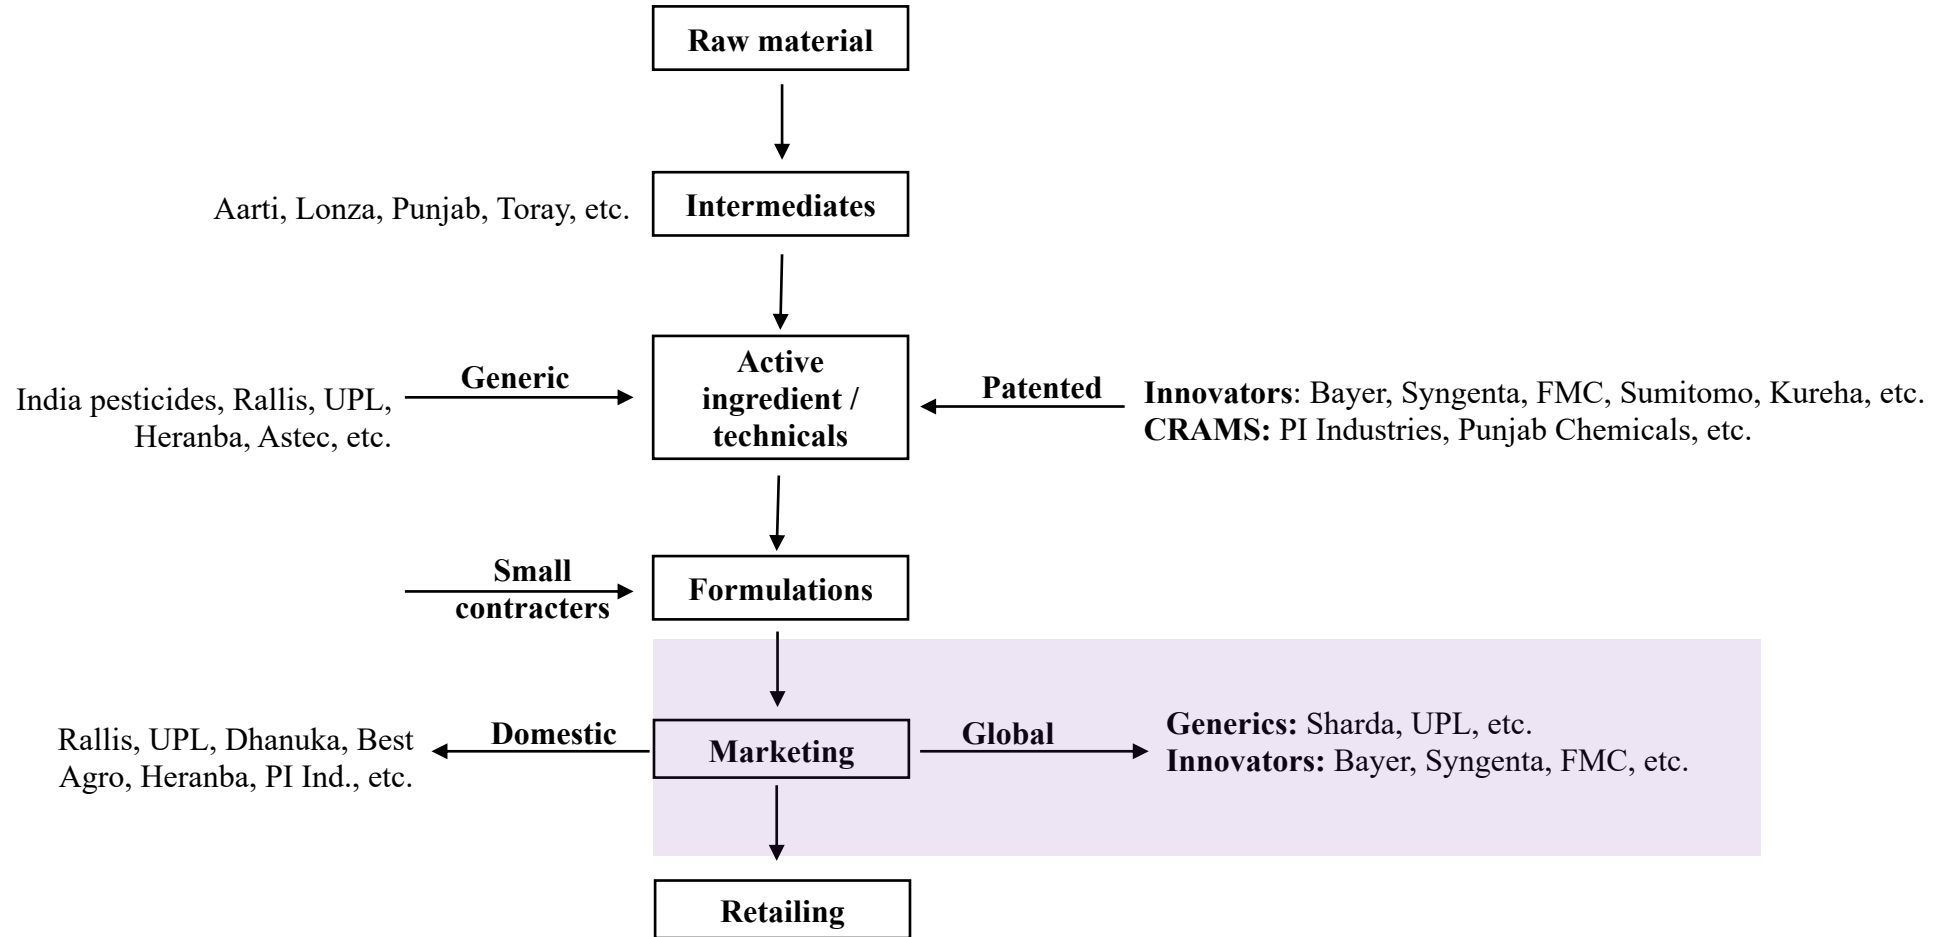 Raw material
Aarti, Lonza, Punjab, Toray, etc.
Intermediates
India pesticides, Rallis, UPL,
Heranba, Astec, etc.
Generic
Active
ingredient /
technicals
Patented
Innovators: Bayer, Syngenta, FMC, Sumitomo, Kureha, etc.
CRAMS: PI Industries, Punjab Chemicals, etc.
Small
contracters
Formulations
Rallis, UPL, Dhanuka, Best
Agro, Heranba, PI Ind., etc.
Domestic
Marketing
Global
Generics: Sharda, UPL, etc.
Innovators: Bayer, Syngenta, FMC, etc.
Retailing